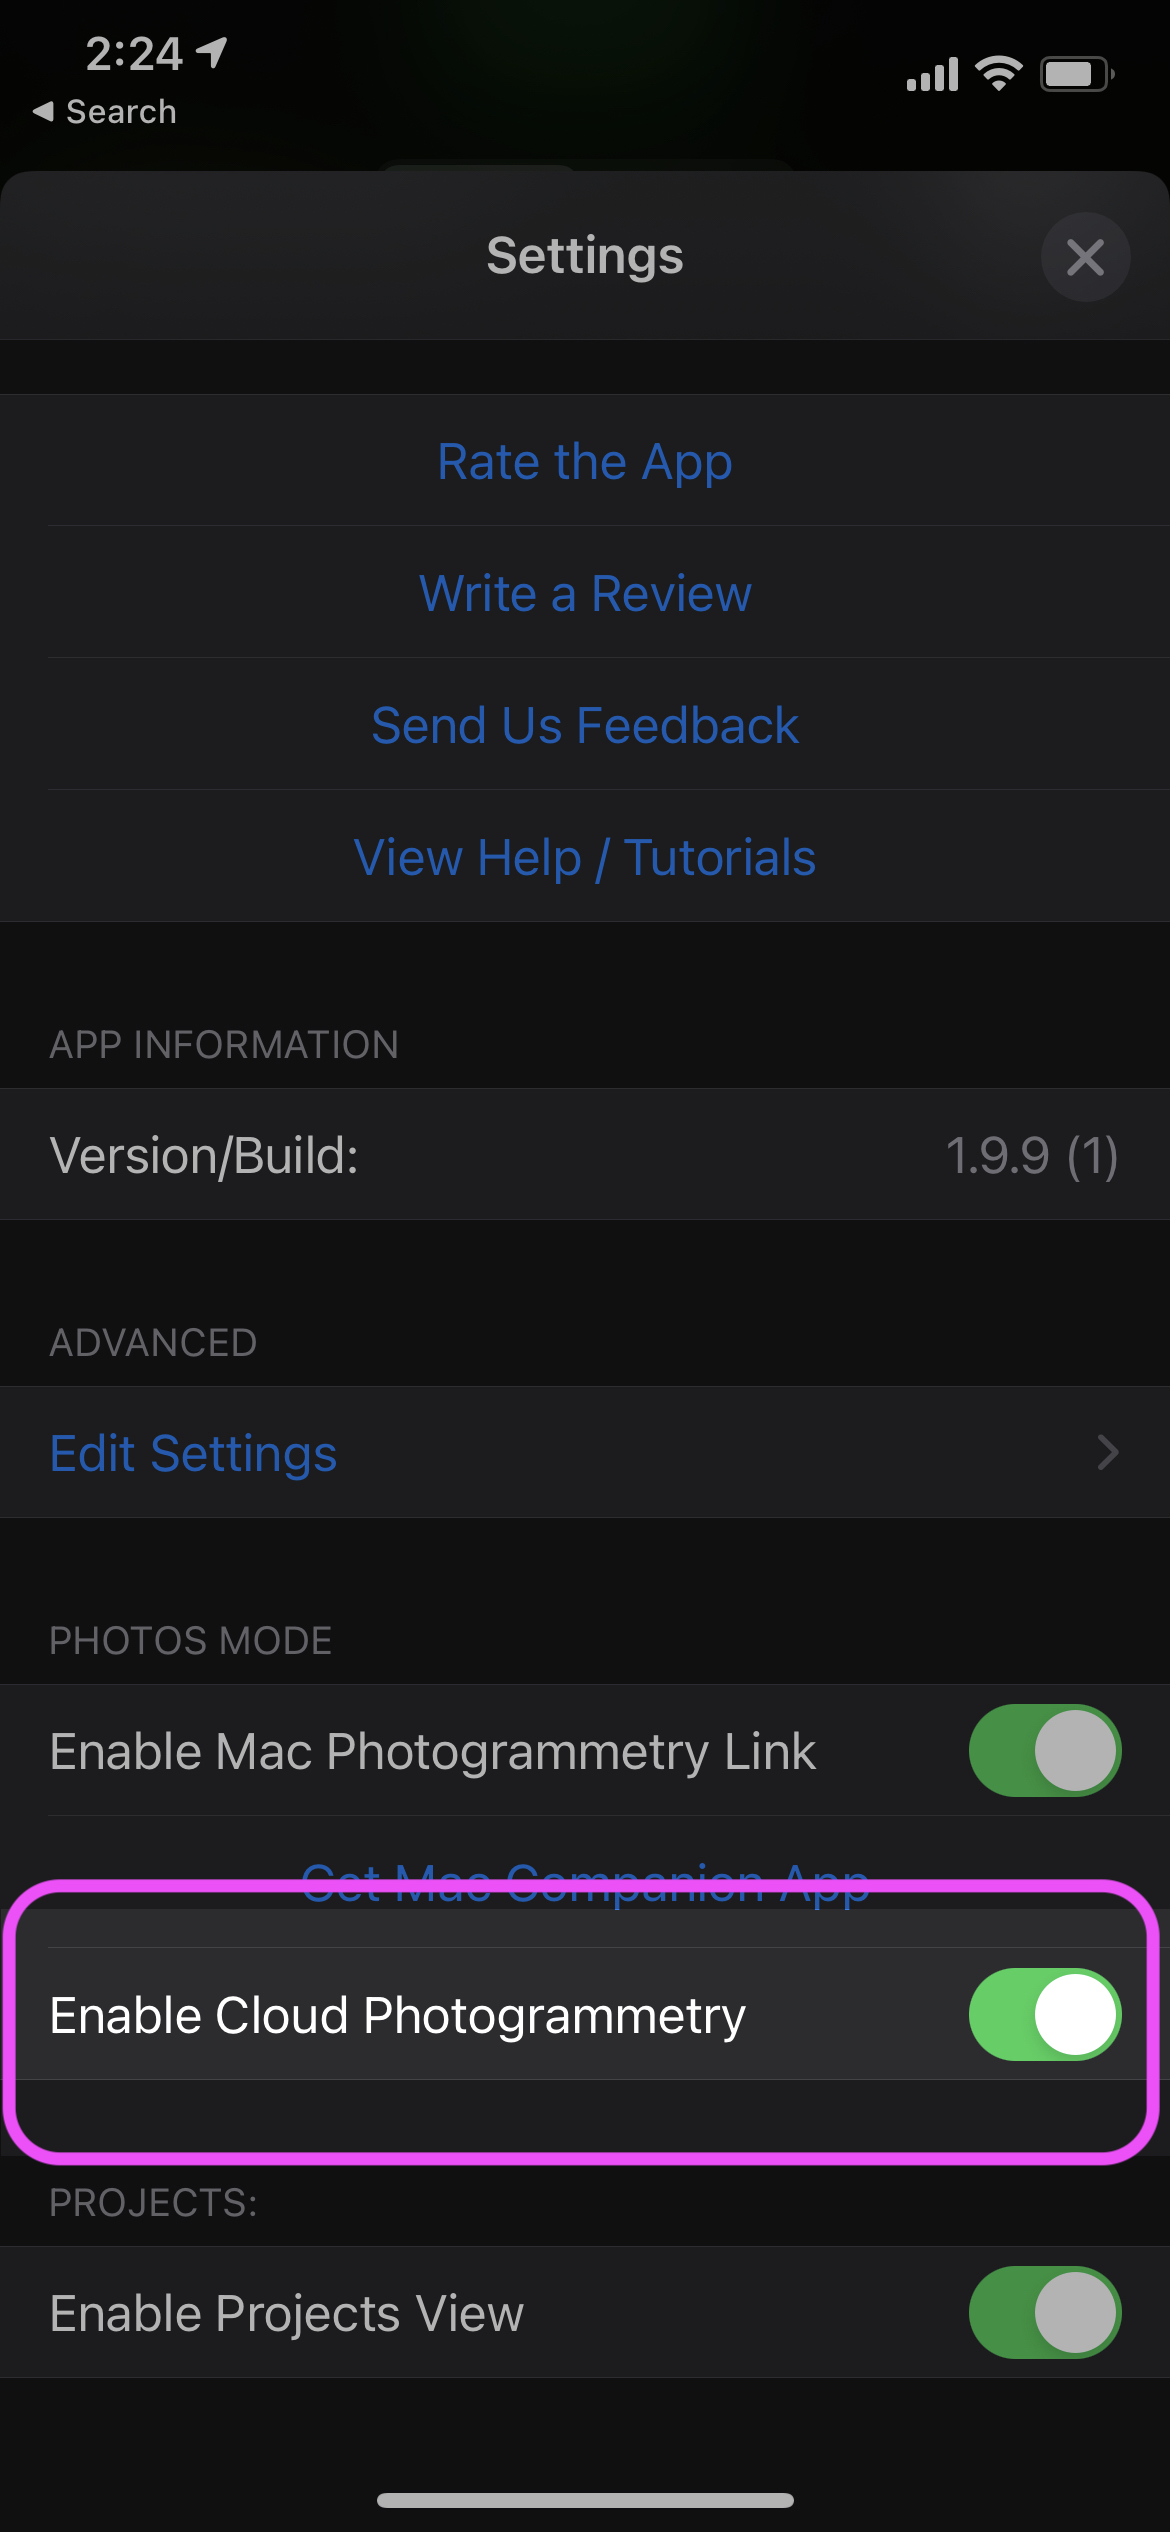 2:24
Search
Settings
Rate the App
Write a Review
Send Us Feedback
View Help / Tutorials
APP INFORMATION
Version/Build: 1.9.9 (1)
ADVANCED
Edit Settings
PHOTOS MODE
Enable Mac Photogrammetry Link
Get Mac Companion App
Enable Cloud Photogrammetry
PROJECTS:
Enable Projects View